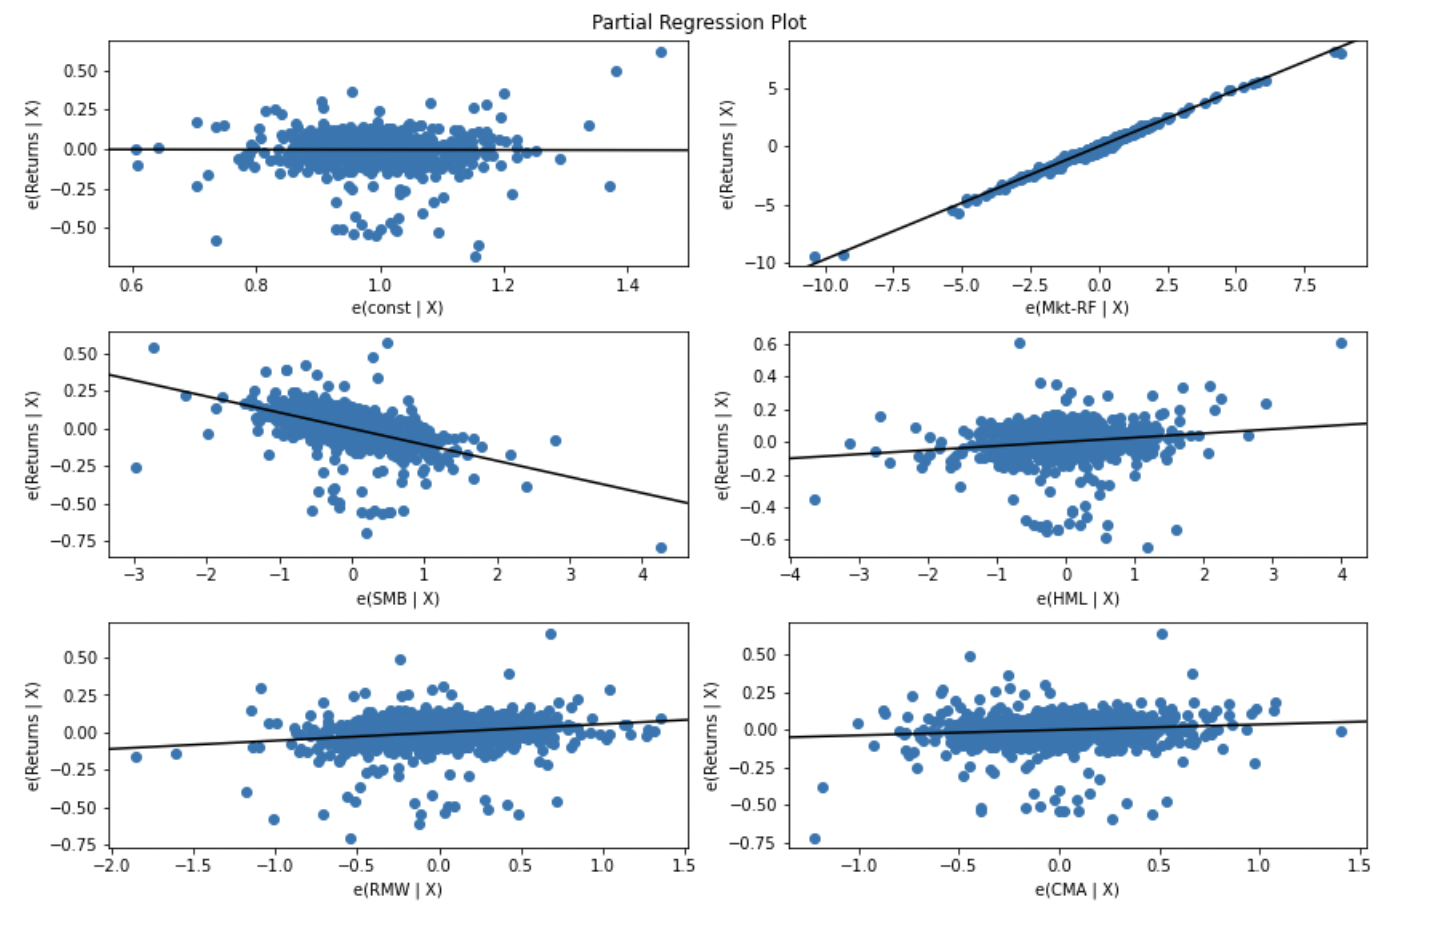 Partial Regression Plot
e(Returns | X)
0.50
0.25
0.00
−0.25
−0.50
0.6 0.8 1.0 1.2 1.4
e(const | X)
e(Returns | X)
5
0
−5
−10
−10.0 −7.5 −5.0 −2.5 0.0 2.5 5.0 7.5
e(Mkt-RF | X)
e(Returns | X)
0.50
0.25
0.00
−0.25
−0.50
−0.75
−3 −2 −1 0 1 2 3 4
e(SMB | X)
e(Returns | X)
0.6
0.4
0.2
0.0
−0.2
−0.4
−0.6
−4 −3 −2 −1 0 1 2 3 4
e(HML | X)
e(Returns | X)
0.50
0.25
0.00
−0.25
−0.50
−0.75
−2.0 −1.5 −1.0 −0.5 0.0 0.5 1.0 1.5
e(RMW | X)
e(Returns | X)
0.50
0.25
0.00
−0.25
−0.50
−0.75
−1.0 −0.5 0.0 0.5 1.0 1.5
e(CMA | X)